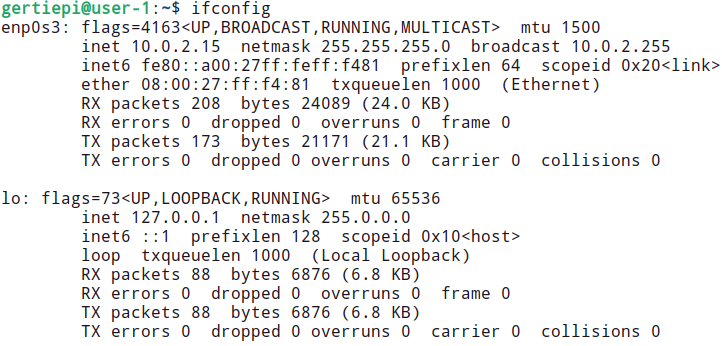 gertiepi@user-1:~$ ifconfig
enp0s3: flags=4163<UP,BROADCAST,RUNNING,MULTICAST>  mtu 1500
        inet 10.0.2.15  netmask 255.255.255.0  broadcast 10.0.2.255
        inet6 fe80::a00:27ff:feff:f481  prefixlen 64  scopeid 0x20<link>
        ether 08:00:27:ff:f4:81  txqueuelen 1000  (Ethernet)
        RX packets 208  bytes 24089 (24.0 KB)
        RX errors 0  dropped 0  overruns 0  frame 0
        TX packets 173  bytes 21171 (21.1 KB)
        TX errors 0  dropped 0 overruns 0  carrier 0  collisions 0

lo: flags=73<UP,LOOPBACK,RUNNING>  mtu 65536
        inet 127.0.0.1  netmask 255.0.0.0
        inet6 ::1  prefixlen 128  scopeid 0x10<host>
        loop  txqueuelen 1000  (Local Loopback)
        RX packets 88  bytes 6876 (6.8 KB)
        RX errors 0  dropped 0  overruns 0  frame 0
        TX packets 88  bytes 6876 (6.8 KB)
        TX errors 0  dropped 0 overruns 0  carrier 0  collisions 0